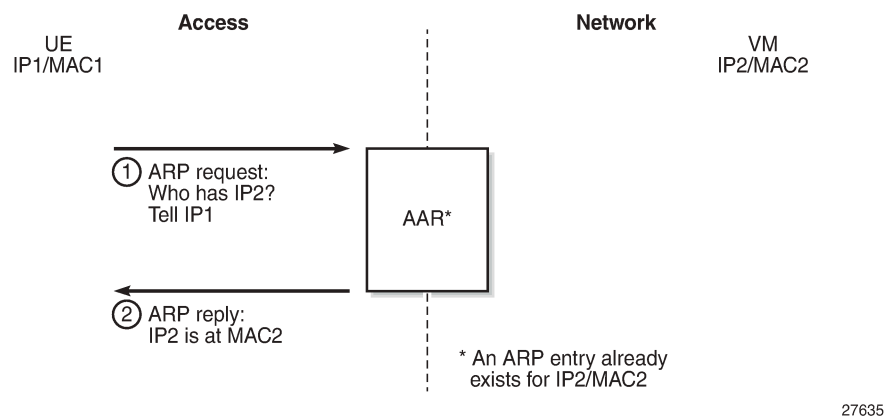 Access
Network
UE
IP1/MAC1
VM
IP2/MAC2
1 ARP request:
Who has IP2?
Tell IP1
AAR*
2 ARP reply:
IP2 is at MAC2
* An ARP entry already
exists for IP2/MAC2
27635